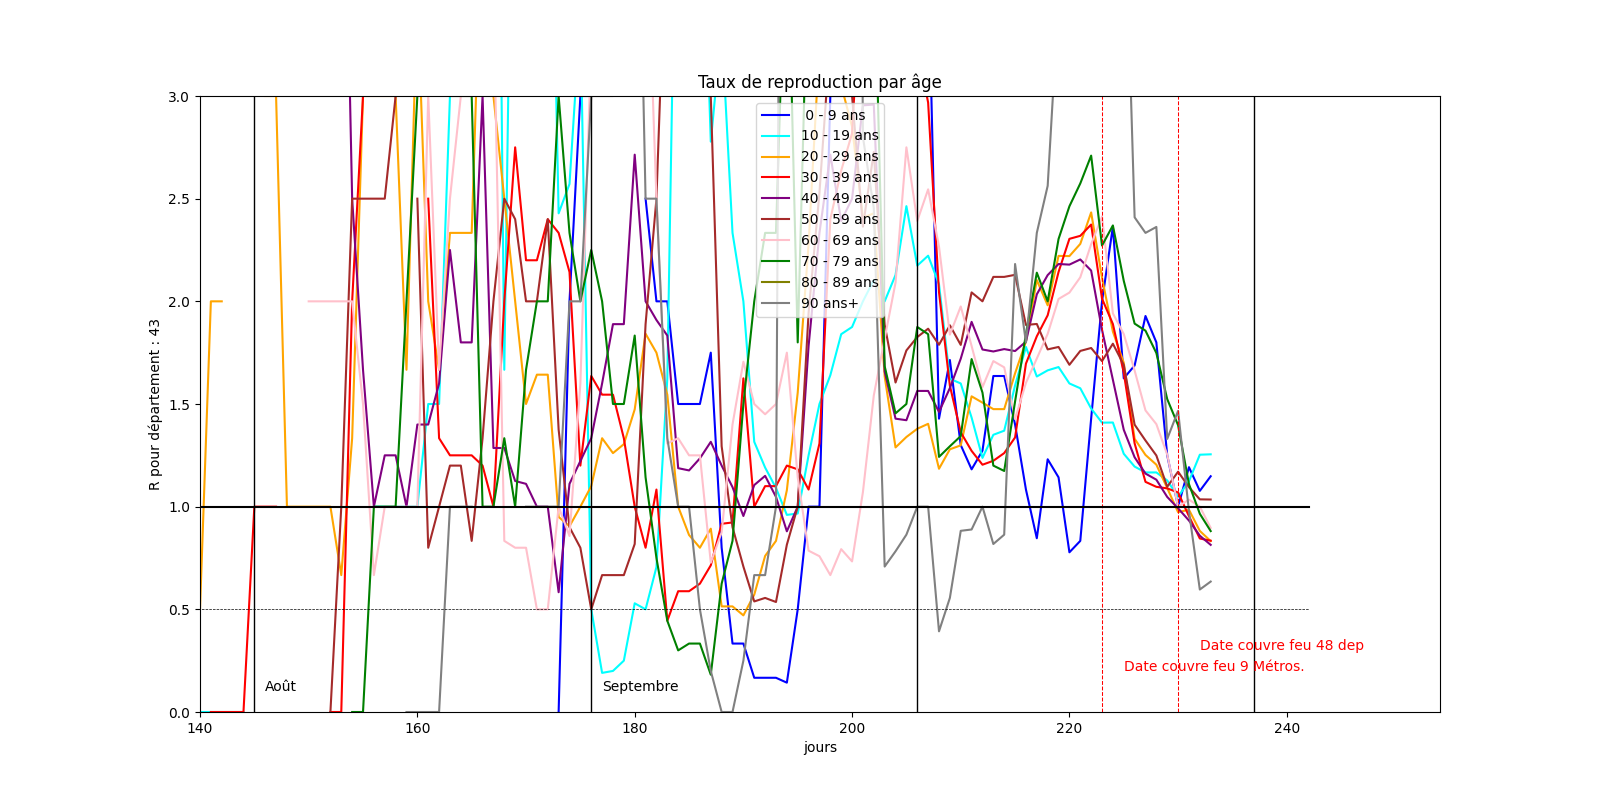 Taux de reproduction par âge
R pour département : 43
3.0
2.5
2.0
1.5
1.0
0.5
0.0
0 - 9 ans
10 - 19 ans
20 - 29 ans
30 - 39 ans
40 - 49 ans
50 - 59 ans
60 - 69 ans
70 - 79 ans
80 - 89 ans
90 ans+
Date couvre feu 48 dep
Date couvre feu 9 Métros.
Août
Septembre
140 160 180 200 220 240
jours